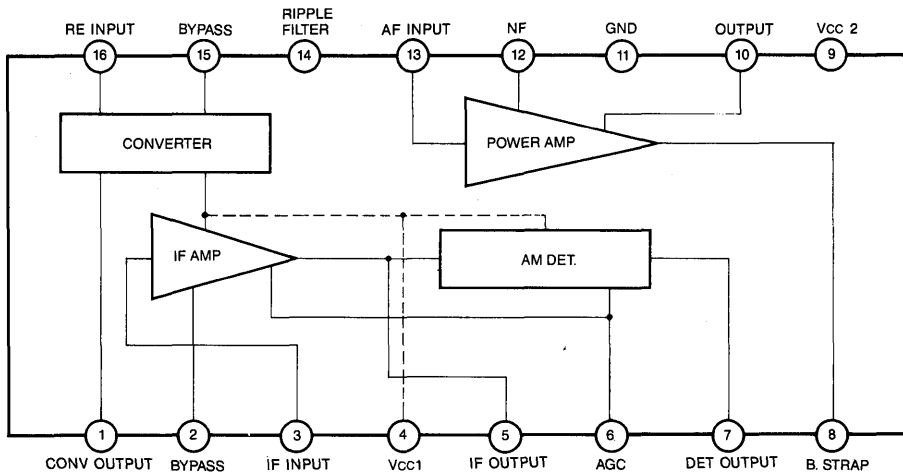 RE INPUT
BYPASS
RIPPLE
FILTER
AF INPUT
NF
GND
OUTPUT
VCC 2
16
15
14
13
12
11
10
9
CONVERTER
POWER AMP
IF AMP
AM DET.
1
2
3
4
5
6
7
8
CONV OUTPUT
BYPASS
IF INPUT
VCC1
IF OUTPUT
AGC
DET OUTPUT
B. STRAP